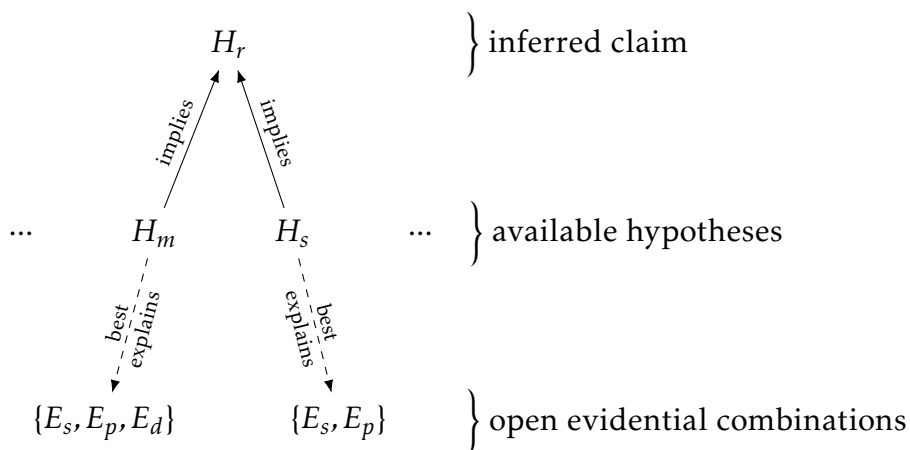 H_r } inferred claim
implies implies
... H_m H_s ... } available hypotheses
best explains best explains
{E_s, E_p, E_d} {E_s, E_p} } open evidential combinations